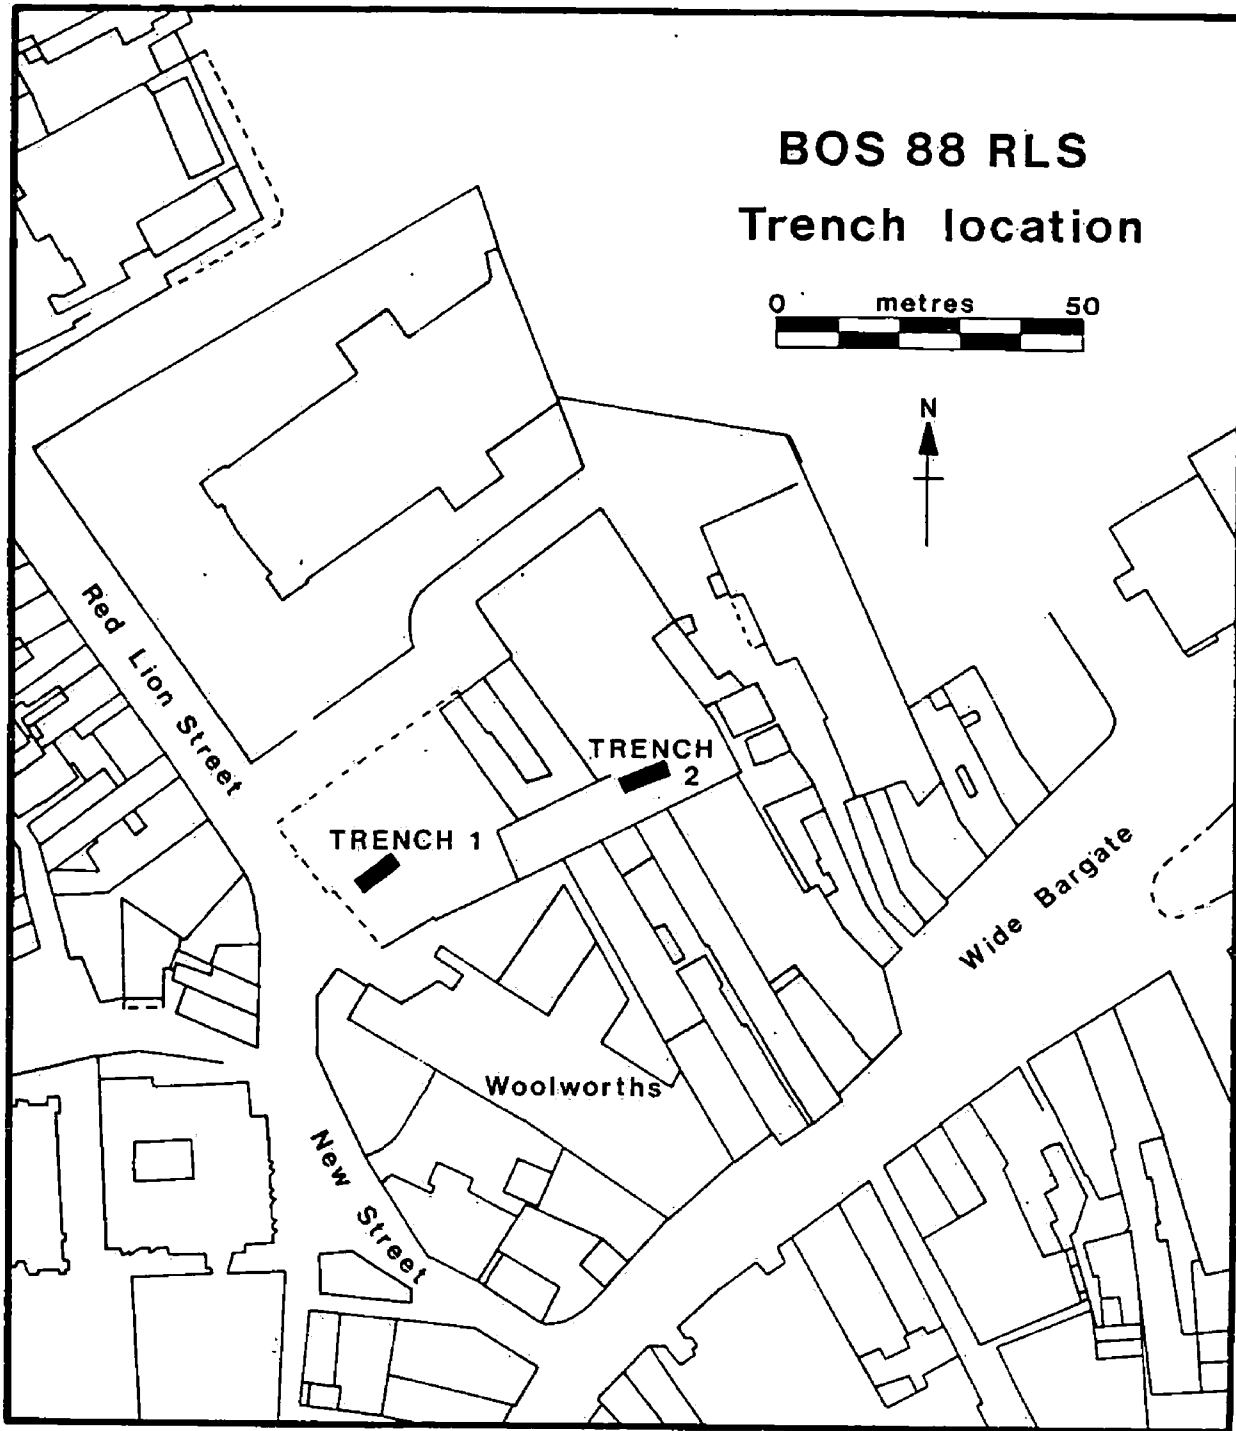 BOS 88 RLS
Trench location
0 metres 50
N
Red Lion Street
TRENCH 2
TRENCH 1
Wide Bargate
Woolworths
New Street